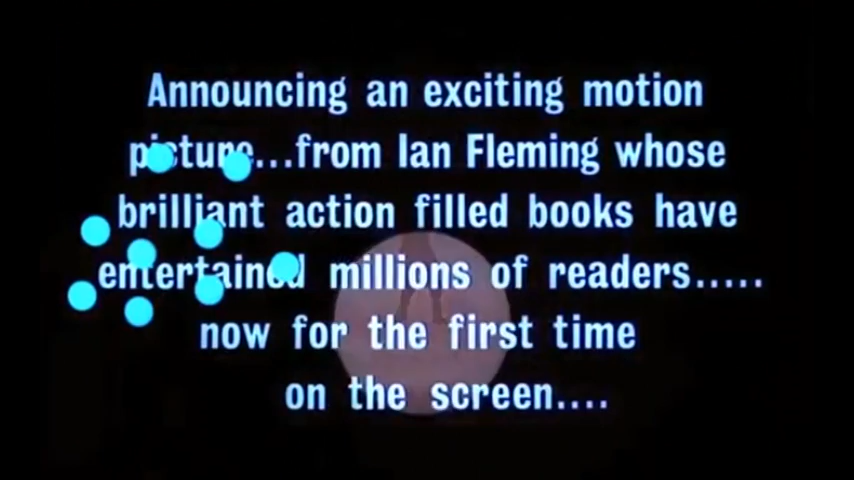 Announcing an exciting motion
picture...from Ian Fleming whose
brilliant action filled books have
entertained millions of readers.....
now for the first time
on the screen....